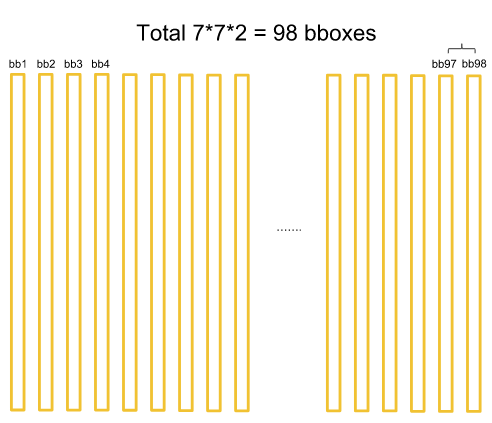 Total 7*7*2 = 98 bboxes
bb1 bb2 bb3 bb4 bb97 bb98
.......